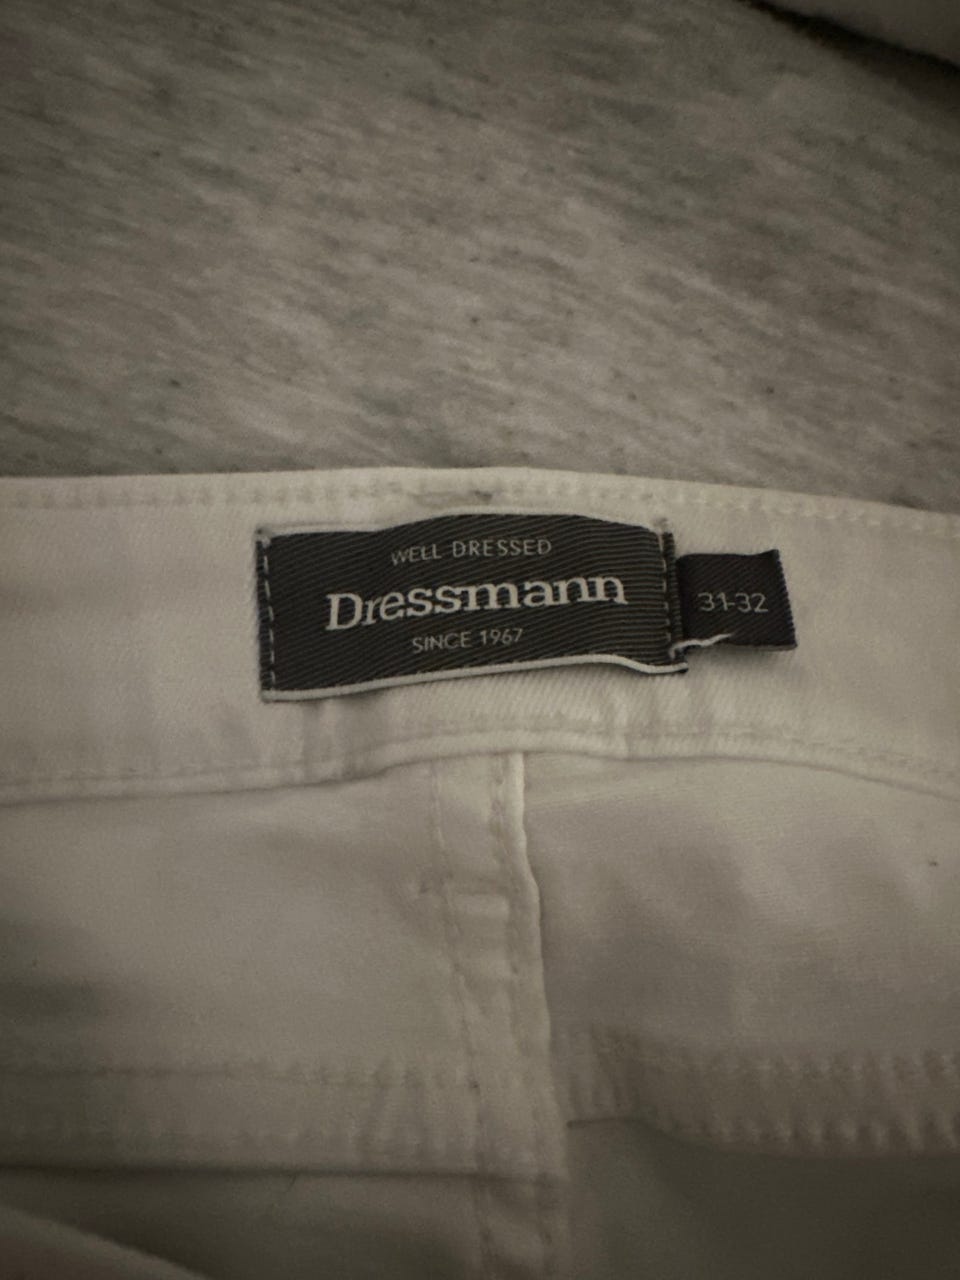 WELL DRESSED
Dressmann
SINCE 1967
31-32